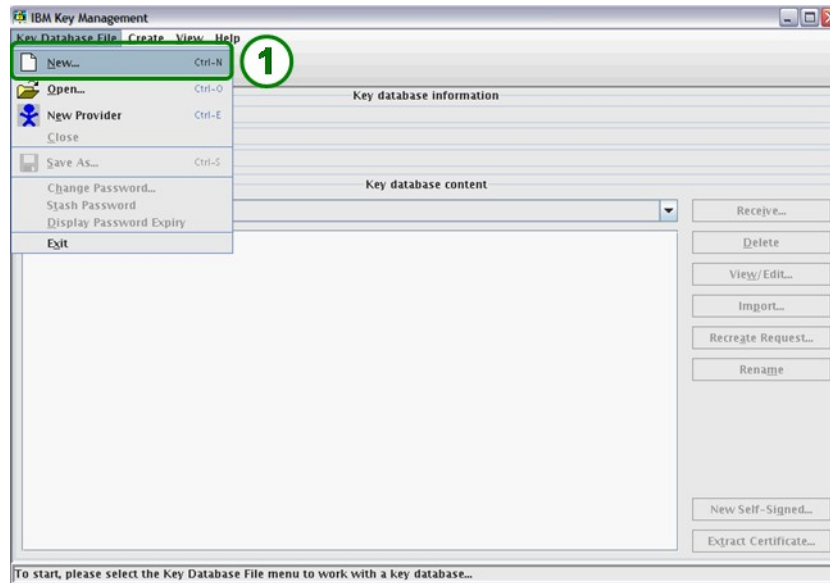 IBM Key Management
Key Database File Create View Help
New... Ctrl-N
1
Open... Ctrl-O
New Provider Ctrl-E
Close
Save As... Ctrl-S
Change Password...
Stash Password
Display Password Expiry
Exit
Key database information
Key database content
Receive...
Delete
View/Edit...
Import...
Recreate Request...
Rename
New Self-Signed...
Extract Certificate...
To start, please select the Key Database File menu to work with a key database...